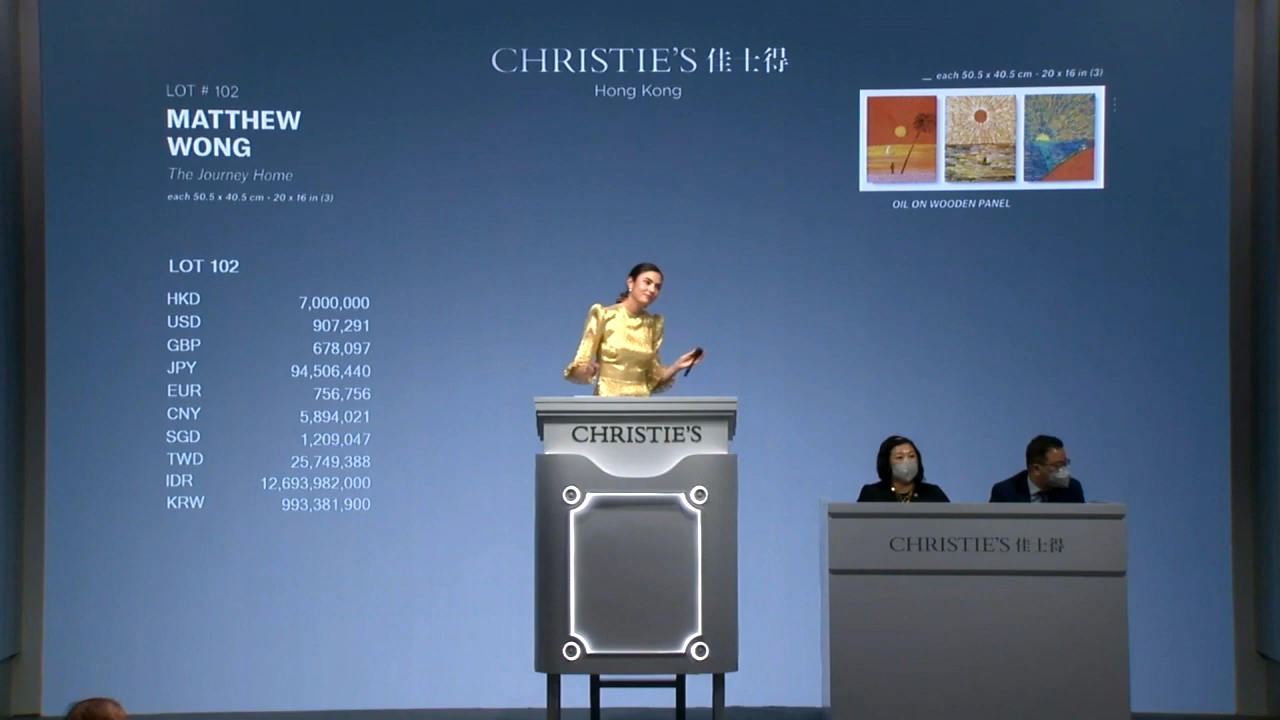 CHRISTIE'S 佳士得
Hong Kong
LOT # 102
MATTHEW
WONG
The Journey Home
each 50.5 x 40.5 cm - 20 x 16 in (3)
each 50.5 x 40.5 cm - 20 x 16 in (3)
OIL ON WOODEN PANEL
LOT 102
HKD 7,000,000
USD 907,291
GBP 678,097
JPY 94,506,440
EUR 756,756
CNY 5,894,021
SGD 1,209,047
TWD 25,749,388
IDR 12,693,982,000
KRW 993,381,900
CHRISTIE'S
CHRISTIE'S 佳士得